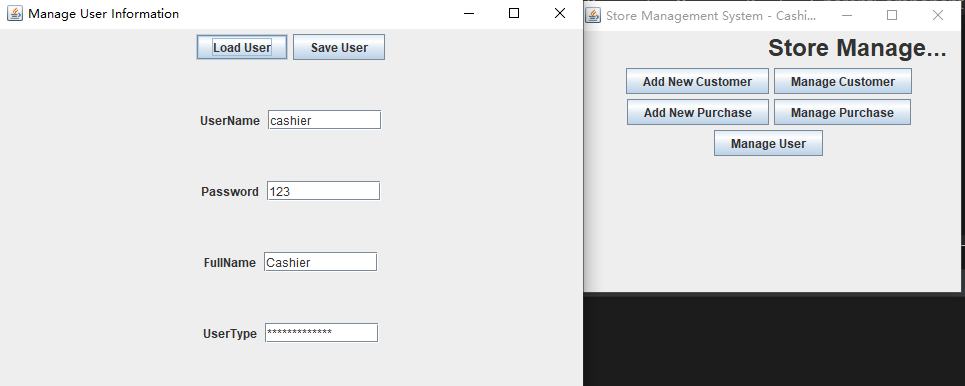 Manage User Information
Load User Save User
UserName cashier
Password 123
FullName Cashier
UserType *************
Store Management System - Cashi...
Store Manage...
Add New Customer Manage Customer
Add New Purchase Manage Purchase
Manage User